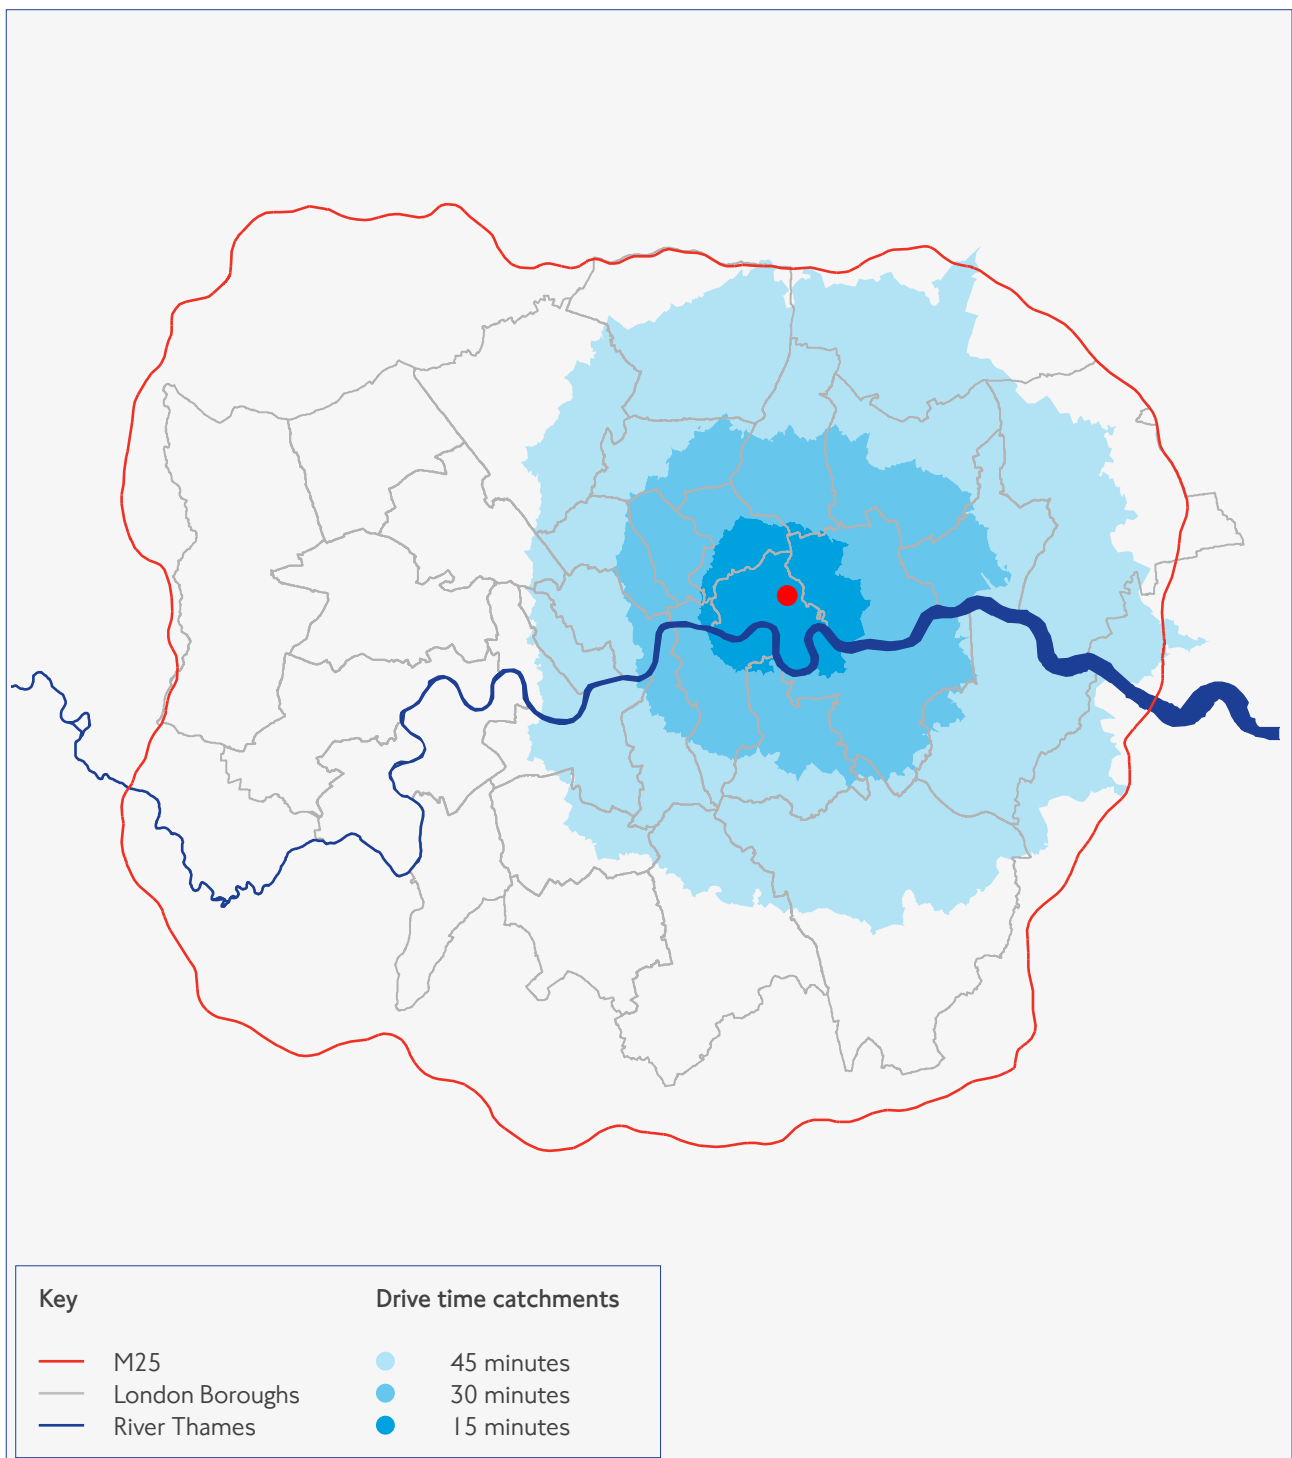 Key
Drive time catchments
M25
45 minutes
London Boroughs
30 minutes
River Thames
15 minutes